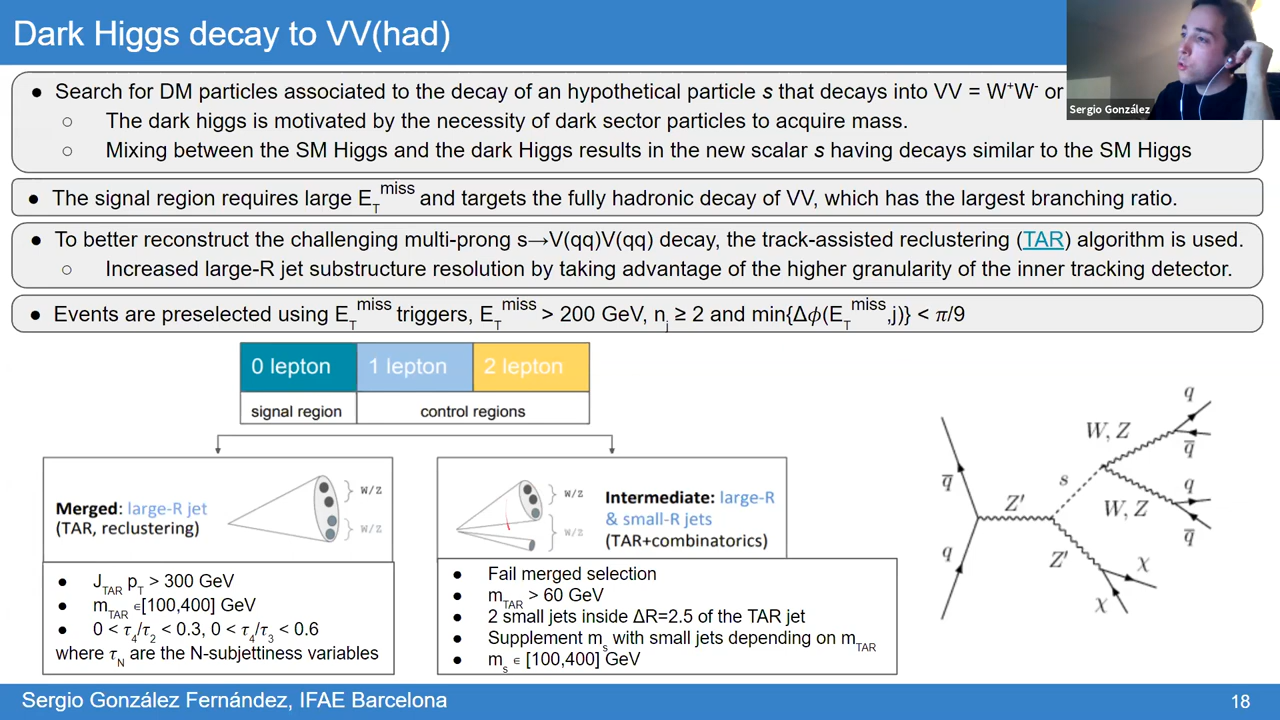 Dark Higgs decay to VV(had)
Sergio González
● Search for DM particles associated to the decay of an hypothetical particle s that decays into VV = W⁺W⁻ or
○ The dark higgs is motivated by the necessity of dark sector particles to acquire mass.
○ Mixing between the SM Higgs and the dark Higgs results in the new scalar s having decays similar to the SM Higgs
● The signal region requires large E_T^miss and targets the fully hadronic decay of VV, which has the largest branching ratio.
● To better reconstruct the challenging multi-prong s→V(qq)V(qq) decay, the track-assisted reclustering (TAR) algorithm is used.
○ Increased large-R jet substructure resolution by taking advantage of the higher granularity of the inner tracking detector.
● Events are preselected using E_T^miss triggers, E_T^miss > 200 GeV, n_j ≥ 2 and min{Δϕ(E_T^miss,j)} < π/9
0 lepton 1 lepton 2 lepton
signal region control regions
Merged: large-R jet
(TAR, reclustering)
W/Z
W/Z
● J_TAR p_T > 300 GeV
● m_TAR ∈[100,400] GeV
● 0 < τ₄/τ₂ < 0.3, 0 < τ₄/τ₃ < 0.6
where τ_N are the N-subjettiness variables
W/Z
W/Z
Intermediate: large-R
& small-R jets
(TAR+combinatorics)
● Fail merged selection
● m_TAR > 60 GeV
● 2 small jets inside ΔR=2.5 of the TAR jet
● Supplement m_s with small jets depending on m_TAR
● m_s ∈ [100,400] GeV
q̅
q
Z′
s
Z′
W, Z
W, Z
q
q̅
q
q̅
χ
χ
Sergio González Fernández, IFAE Barcelona
18